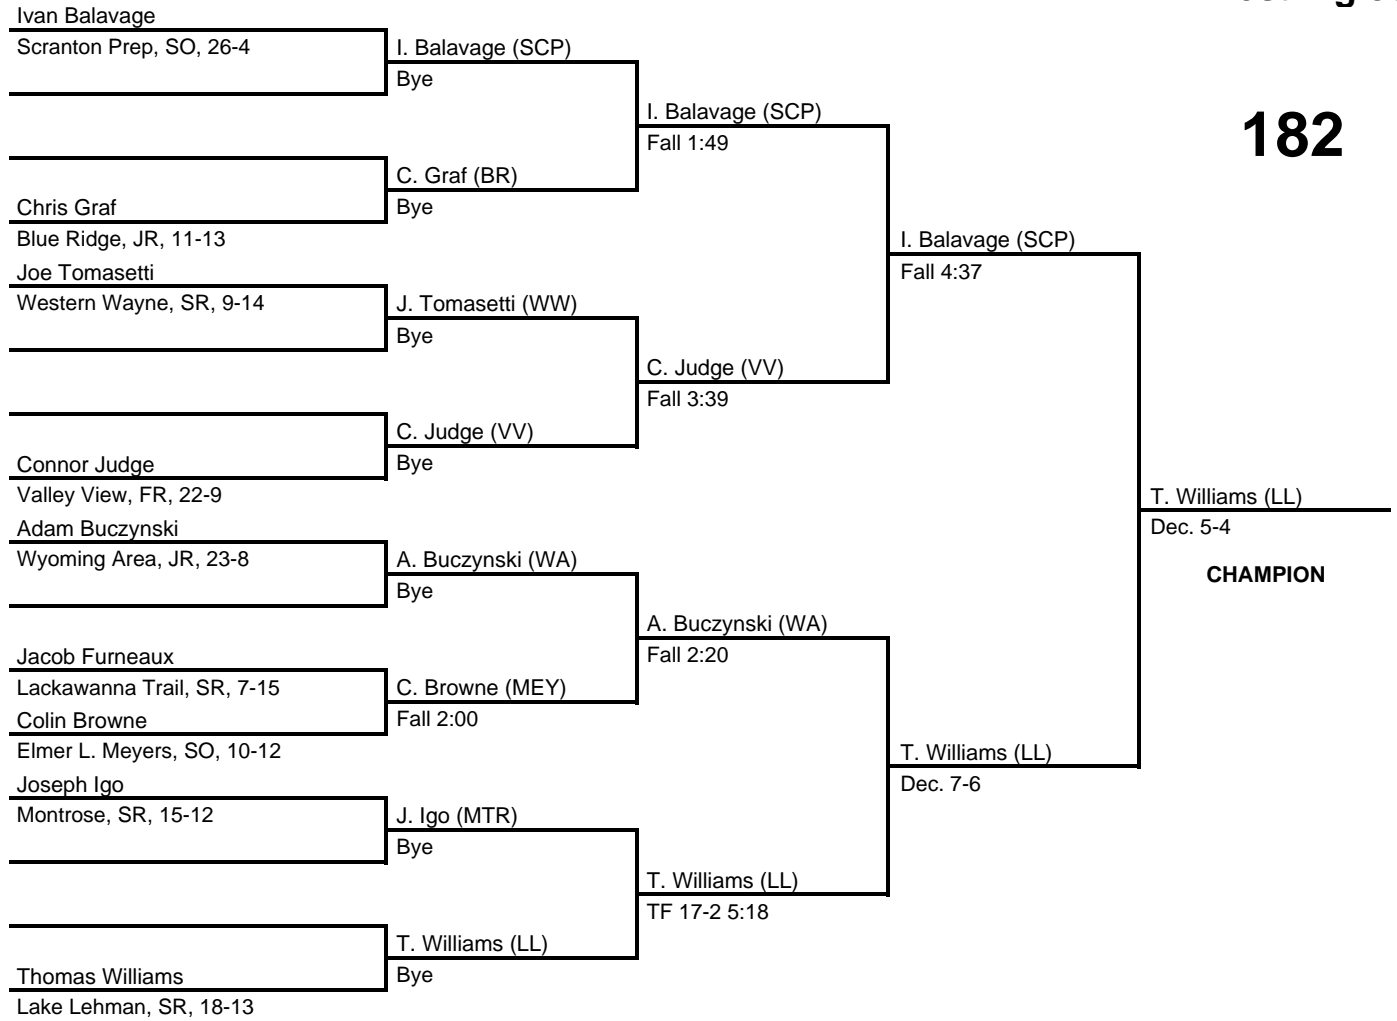 Ivan Balavage
Scranton Prep, SO, 26-4
I. Balavage (SCP)
Bye
I. Balavage (SCP)
Fall 1:49
182
C. Graf (BR)
Chris Graf
Bye
Blue Ridge, JR, 11-13
I. Balavage (SCP)
Joe Tomasetti
Fall 4:37
Western Wayne, SR, 9-14
J. Tomasetti (WW)
Bye
C. Judge (VV)
Fall 3:39
C. Judge (VV)
Connor Judge
Bye
Valley View, FR, 22-9
T. Williams (LL)
Adam Buczynski
Dec. 5-4
Wyoming Area, JR, 23-8
A. Buczynski (WA)
CHAMPION
Bye
A. Buczynski (WA)
Jacob Furneaux
Fall 2:20
Lackawanna Trail, SR, 7-15
C. Browne (MEY)
Colin Browne
Fall 2:00
Elmer L. Meyers, SO, 10-12
T. Williams (LL)
Joseph Igo
Dec. 7-6
Montrose, SR, 15-12
J. Igo (MTR)
Bye
T. Williams (LL)
TF 17-2 5:18
T. Williams (LL)
Thomas Williams
Bye
Lake Lehman, SR, 18-13